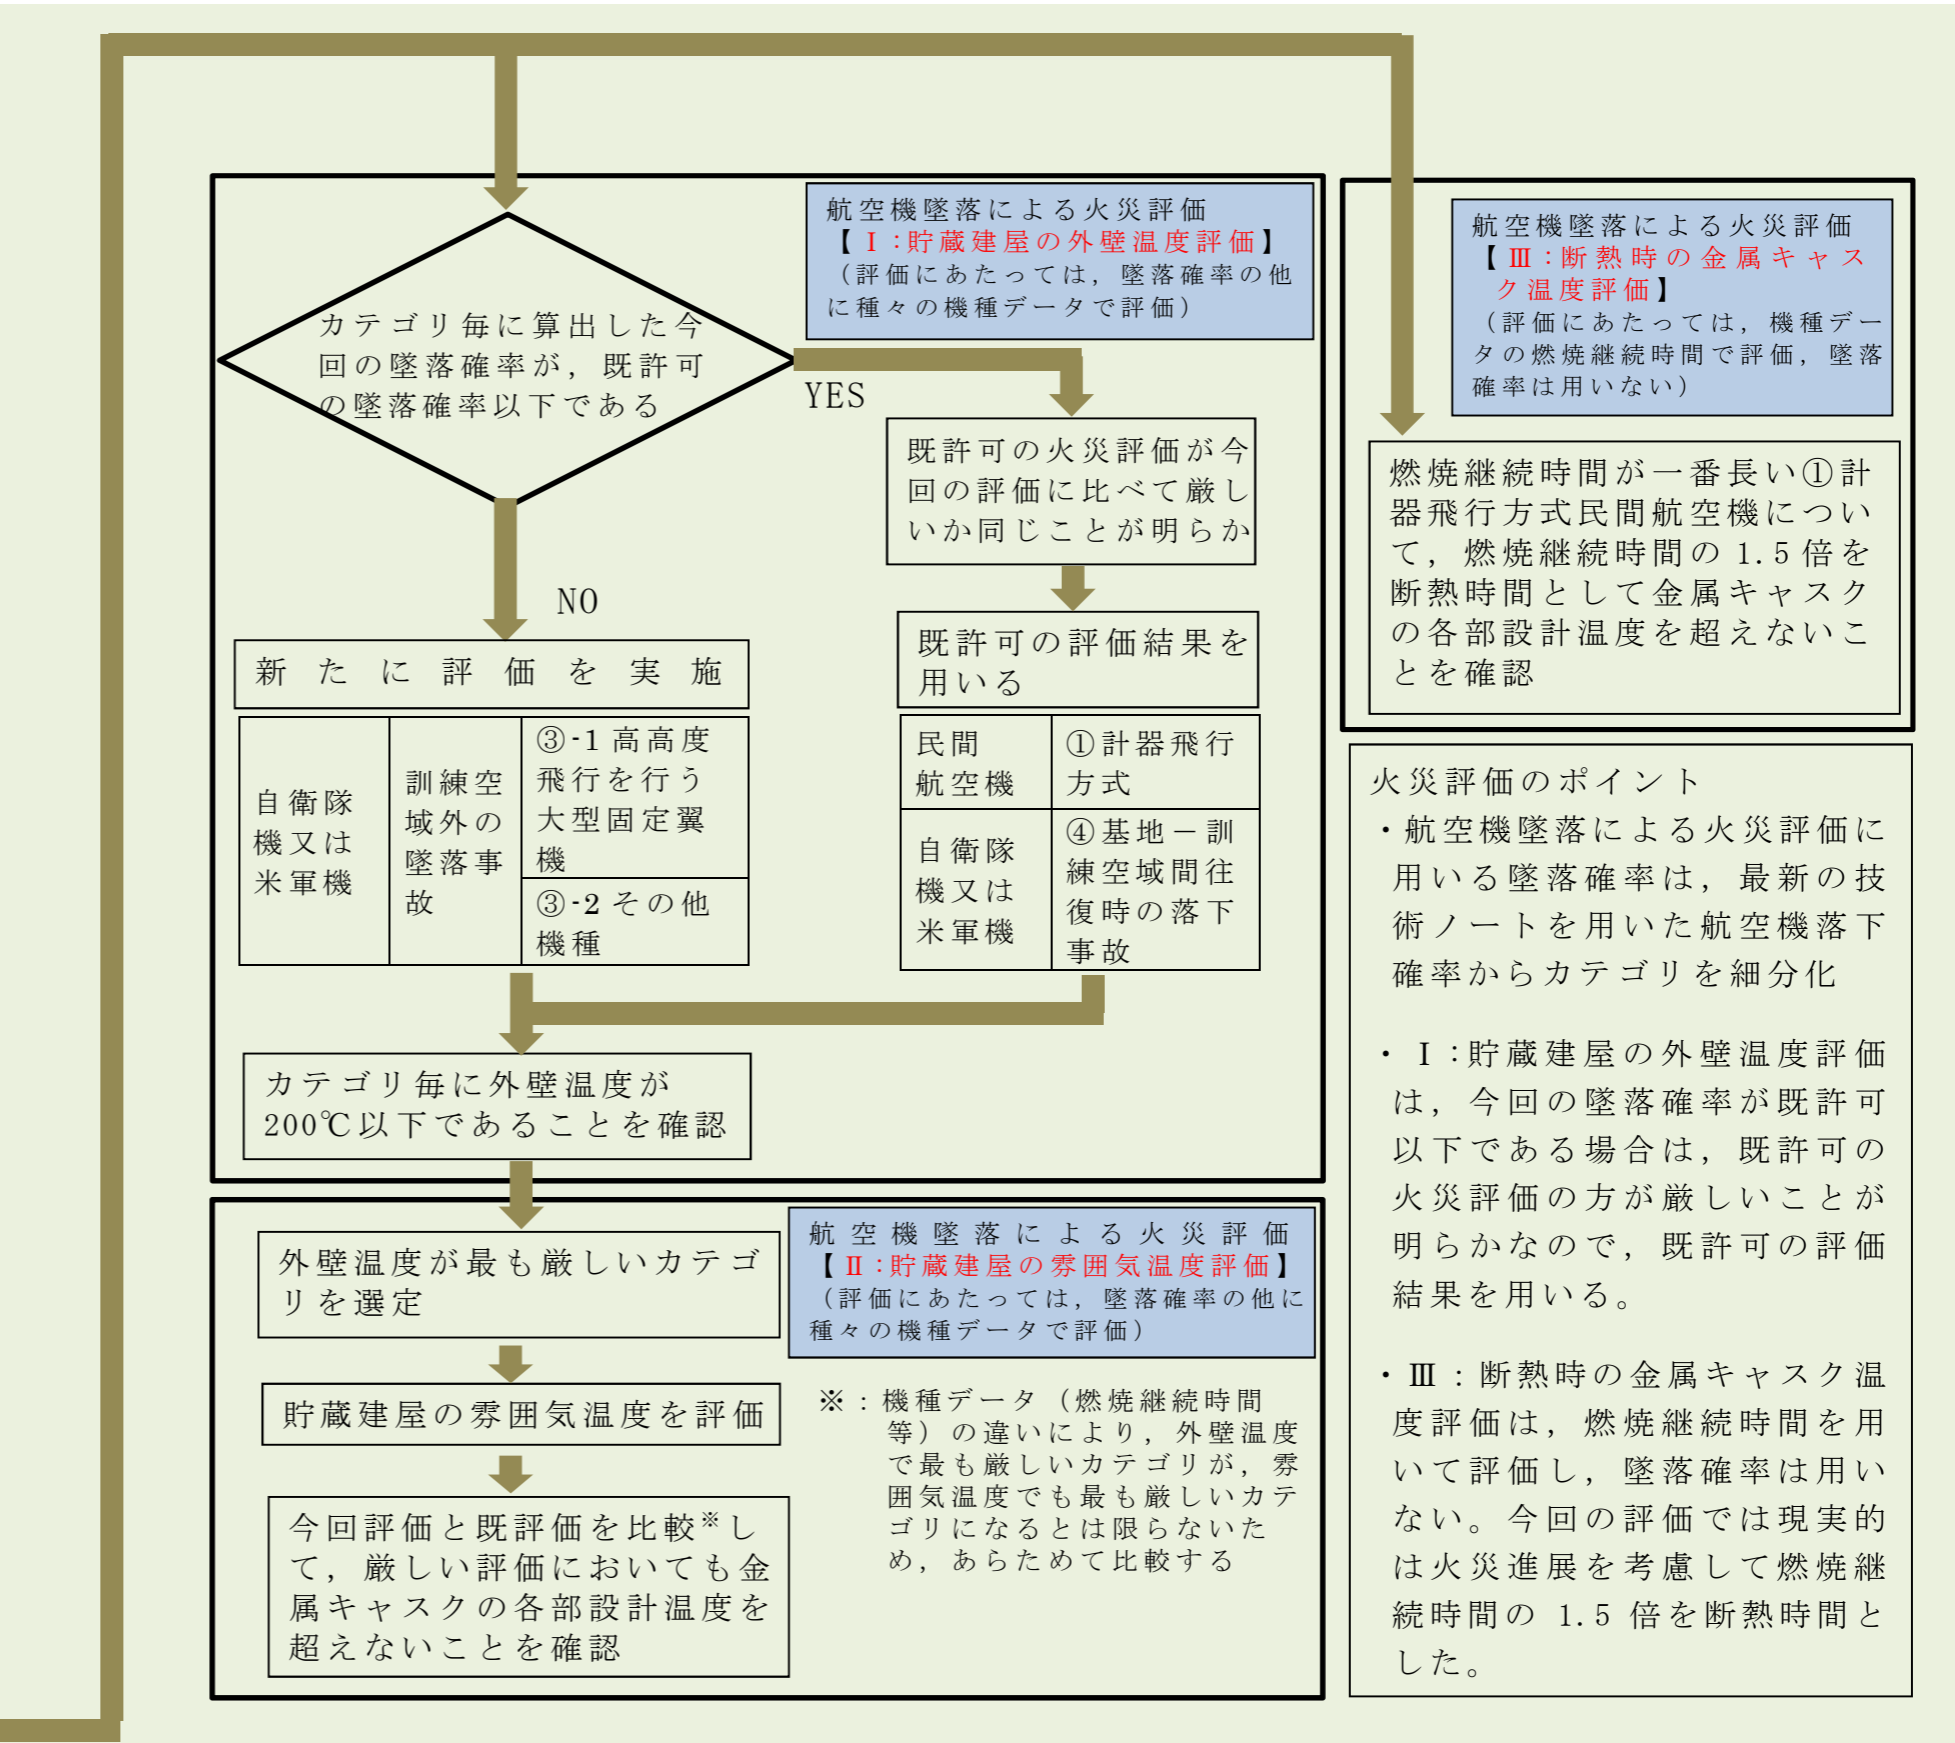 航空機墜落による火災評価
【Ⅰ:貯蔵建屋の外壁温度評価】
（評価にあたっては，墜落確率の他
に種々の機種データで評価）
カテゴリ毎に算出した今
回の墜落確率が，既許可
の墜落確率以下である
YES
NO
既許可の火災評価が今
回の評価に比べて厳し
いか同じことが明らか
既許可の評価結果を
用いる
民間
航空機
①計器飛行
方式
自衛隊
機又は
米軍機
④基地－訓
練空域間往
復時の落下
事故
新たに評価を実施
自衛隊
機又は
米軍機
訓練空
域外の
墜落事
故
③-1高高度
飛行を行う
大型固定翼
機
③-2その他
機種
カテゴリ毎に外壁温度が
200℃以下であることを確認
航空機墜落による火災評価
【Ⅱ:貯蔵建屋の雰囲気温度評価】
（評価にあたっては，墜落確率の他に
種々の機種データで評価）
外壁温度が最も厳しいカテゴ
リを選定
貯蔵建屋の雰囲気温度を評価
今回評価と既評価を比較※し
て，厳しい評価においても金
属キャスクの各部設計温度を
超えないことを確認
※：機種データ（燃焼継続時間
等）の違いにより，外壁温度
で最も厳しいカテゴリが，雰
囲気温度でも最も厳しいカテ
ゴリになるとは限らないた
め，あらためて比較する
航空機墜落による火災評価
【Ⅲ:断熱時の金属キャス
ク温度評価】
（評価にあたっては，機種デー
タの燃焼継続時間で評価，墜落
確率は用いない）
燃焼継続時間が一番長い①計
器飛行方式民間航空機につい
て，燃焼継続時間の1.5倍を
断熱時間として金属キャスク
の各部設計温度を超えないこ
とを確認
火災評価のポイント
・航空機墜落による火災評価に
用いる墜落確率は，最新の技
術ノートを用いた航空機落下
確率からカテゴリを細分化
・Ⅰ:貯蔵建屋の外壁温度評価
は，今回の墜落確率が既許可
以下である場合は，既許可の
火災評価の方が厳しいことが
明らかなので，既許可の評価
結果を用いる。
・Ⅲ:断熱時の金属キャスク温
度評価は，燃焼継続時間を用
いて評価し，墜落確率は用い
ない。今回の評価では現実的
は火災進展を考慮して燃焼継
続時間の 1.5 倍を断熱時間と
した。